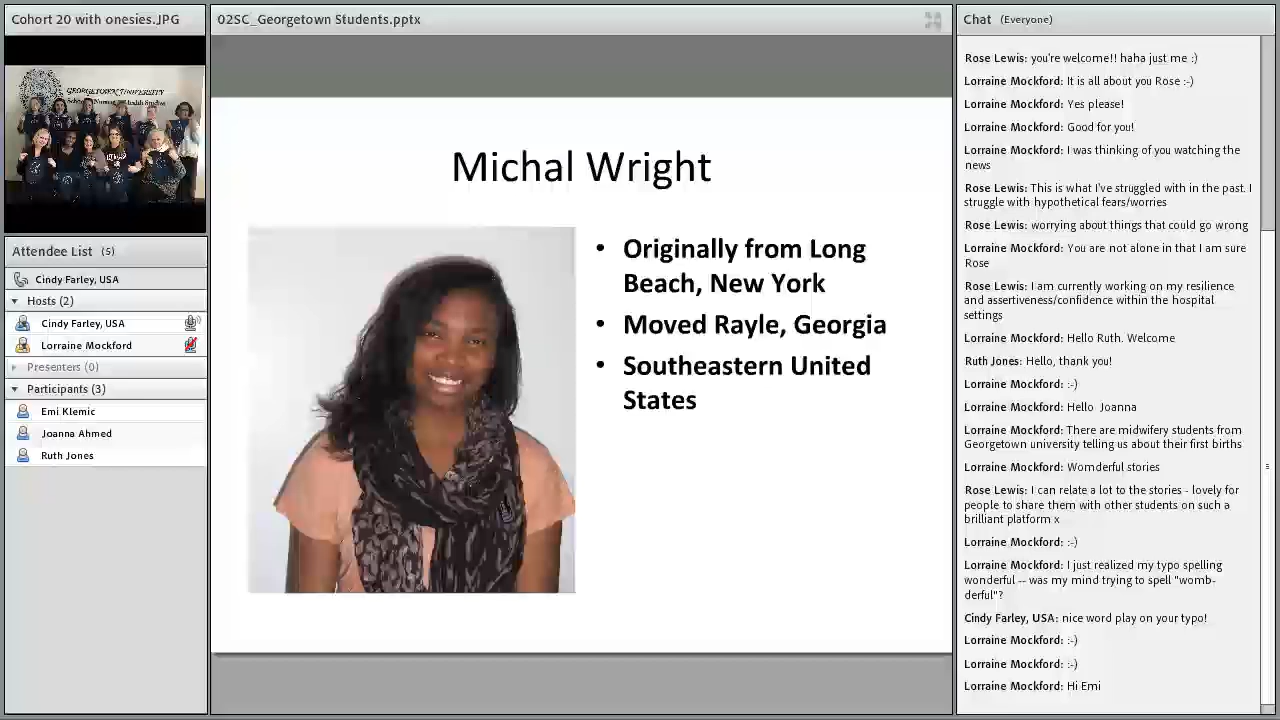 Cohort 20 with onesies.JPG
GEORGETOWN UNIVERSITY
Attendee List (5)
Cindy Farley, USA
Hosts (2)
Cindy Farley, USA
Lorraine Mockford
Presenters (0)
Participants (3)
Emi Klemic
Joanna Ahmed
Ruth Jones
02SC_Georgetown Students.pptx
Michal Wright
• Originally from Long
Beach, New York
• Moved Rayle, Georgia
• Southeastern United
States
Chat (Everyone)
Rose Lewis: you're welcome!! haha just me :)
Lorraine Mockford: It is all about you Rose :-)
Lorraine Mockford: Yes please!
Lorraine Mockford: Good for you!
Lorraine Mockford: I was thinking of you watching the
news
Rose Lewis: This is what I've struggled with in the past. I
struggle with hypothetical fears/worries
Rose Lewis: worrying about things that could go wrong
Lorraine Mockford: You are not alone in that I am sure
Rose
Rose Lewis: I am currently working on my resilience
and assertiveness/confidence within the hospital
settings
Lorraine Mockford: Hello Ruth. Welcome
Ruth Jones: Hello, thank you!
Lorraine Mockford: :-)
Lorraine Mockford: Hello Joanna
Lorraine Mockford: There are midwifery students from
Georgetown university telling us about their first births
Lorraine Mockford: Womderful stories
Rose Lewis: I can relate a lot to the stories - lovely for
people to share them with other students on such a
brilliant platform x
Lorraine Mockford: :-)
Lorraine Mockford: I just realized my typo spelling
wonderful -- was my mind trying to spell "womb-
derful"?
Cindy Farley, USA: nice word play on your typo!
Lorraine Mockford: :-)
Lorraine Mockford: :-)
Lorraine Mockford: Hi Emi